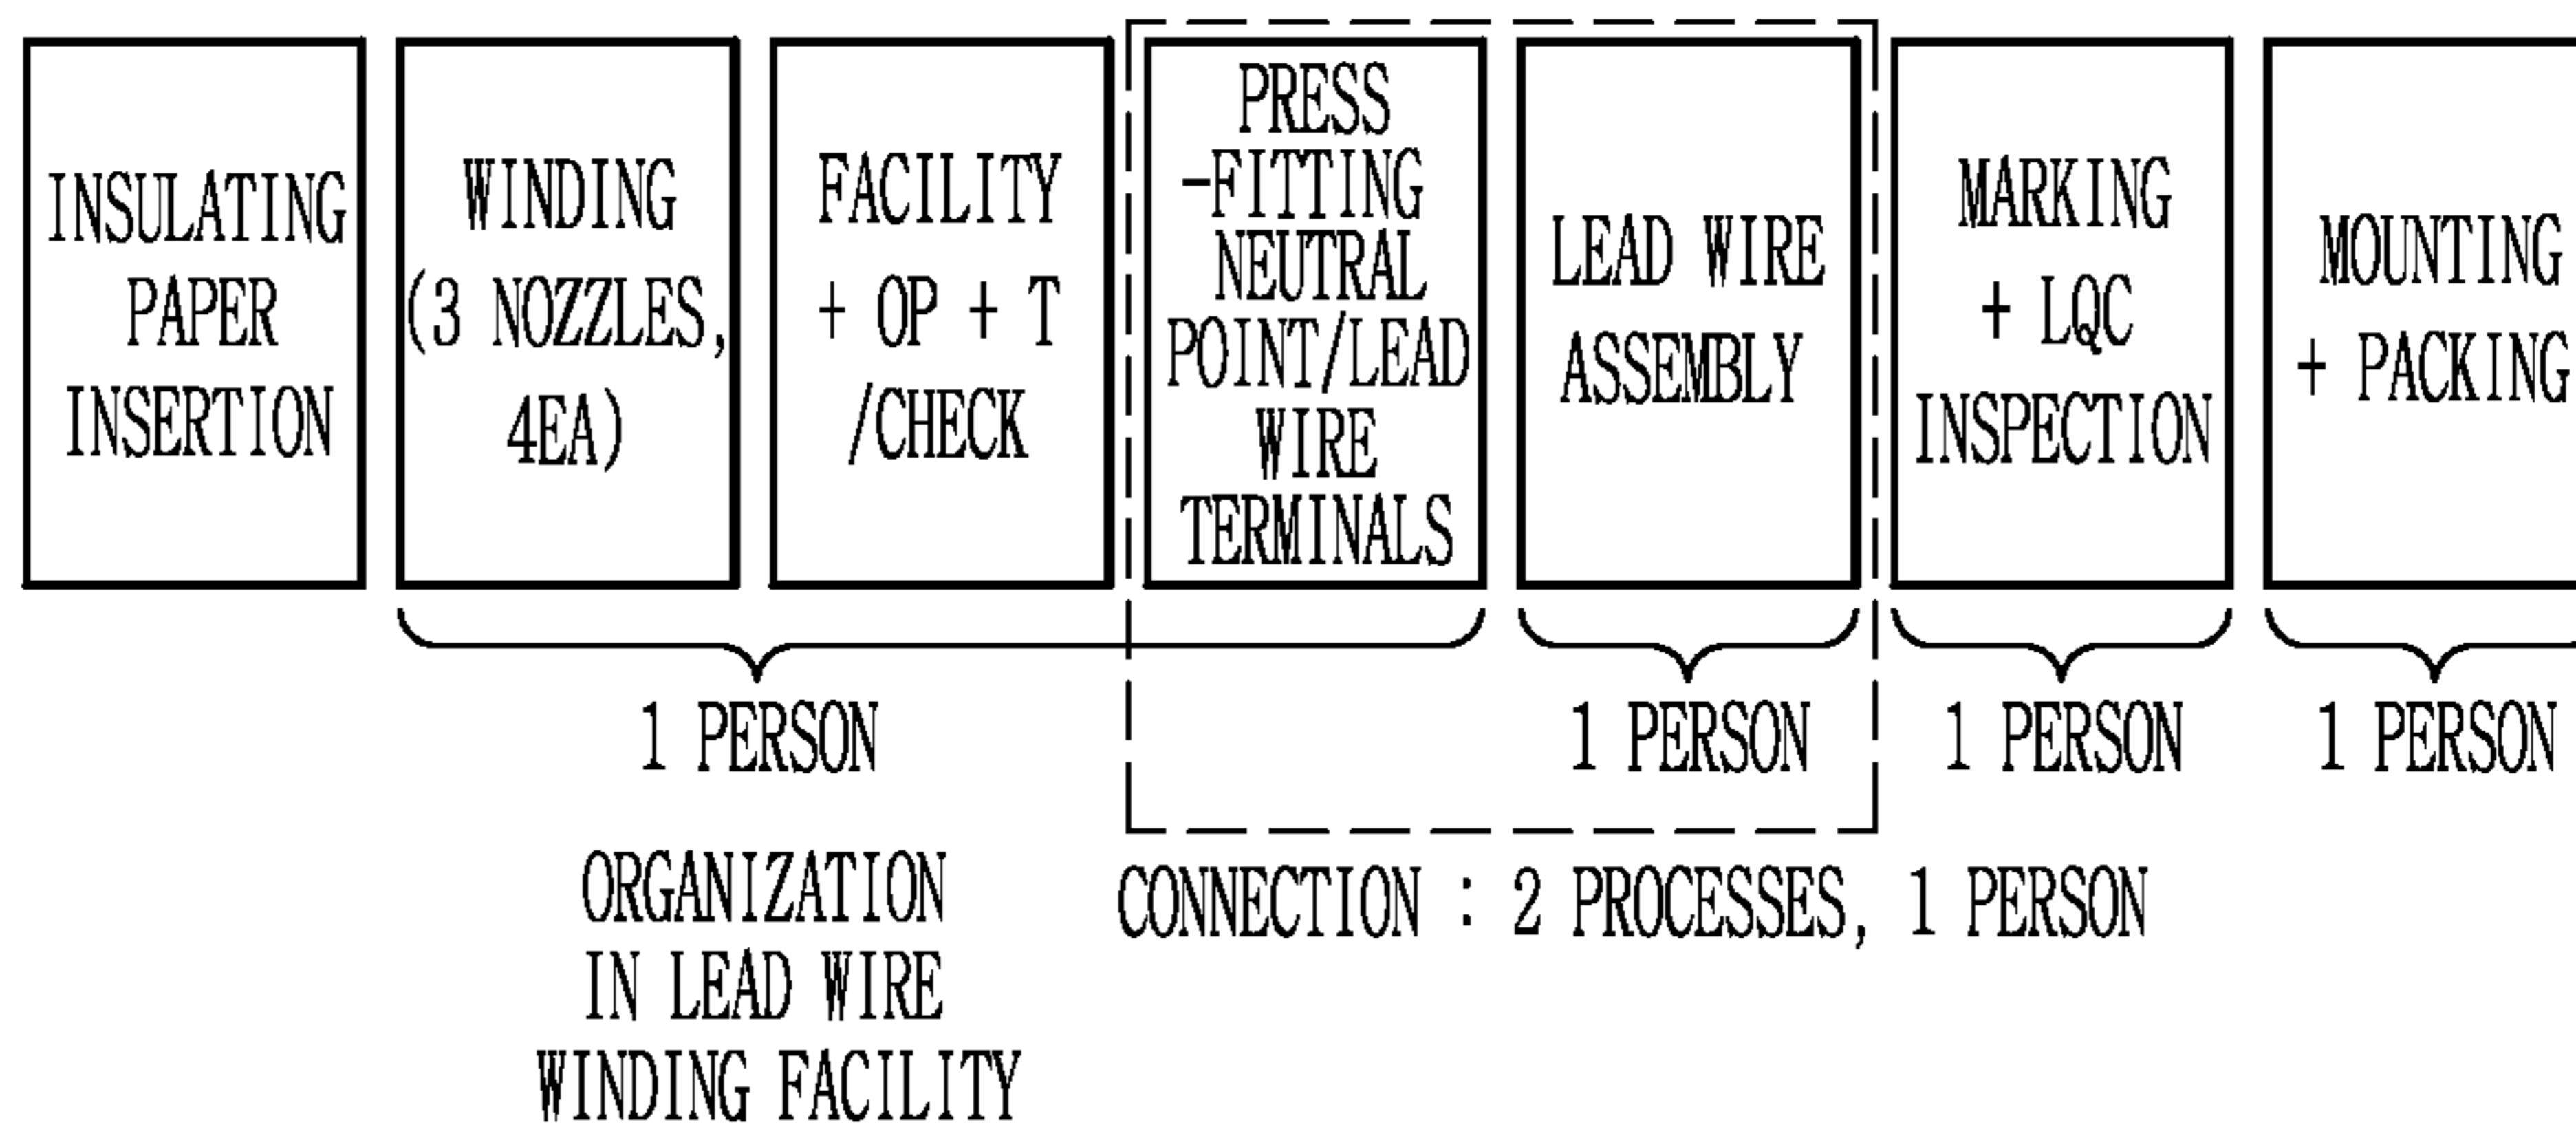 INSULATING
PAPER
INSERTION
WINDING
(3 NOZZLES,
4EA)
FACILITY
+ OP + T
/CHECK
PRESS
-FITTING
NEUTRAL
POINT/LEAD
WIRE
TERMINALS
LEAD WIRE
ASSEMBLY
MARKING
+ LQC
INSPECTION
MOUNTING
+ PACKING
1 PERSON
1 PERSON
1 PERSON
1 PERSON
ORGANIZATION
IN LEAD WIRE
WINDING FACILITY
CONNECTION : 2 PROCESSES, 1 PERSON